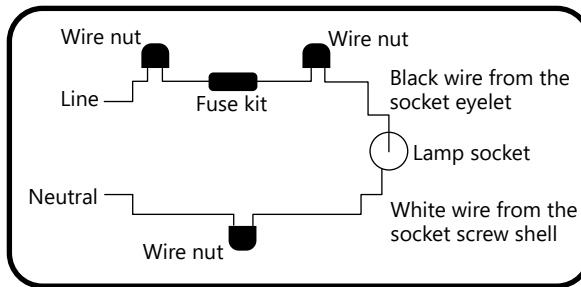 Wire nut
Wire nut
Black wire from the
socket eyelet
Line
Fuse kit
Lamp socket
Neutral
White wire from the
socket screw shell
Wire nut